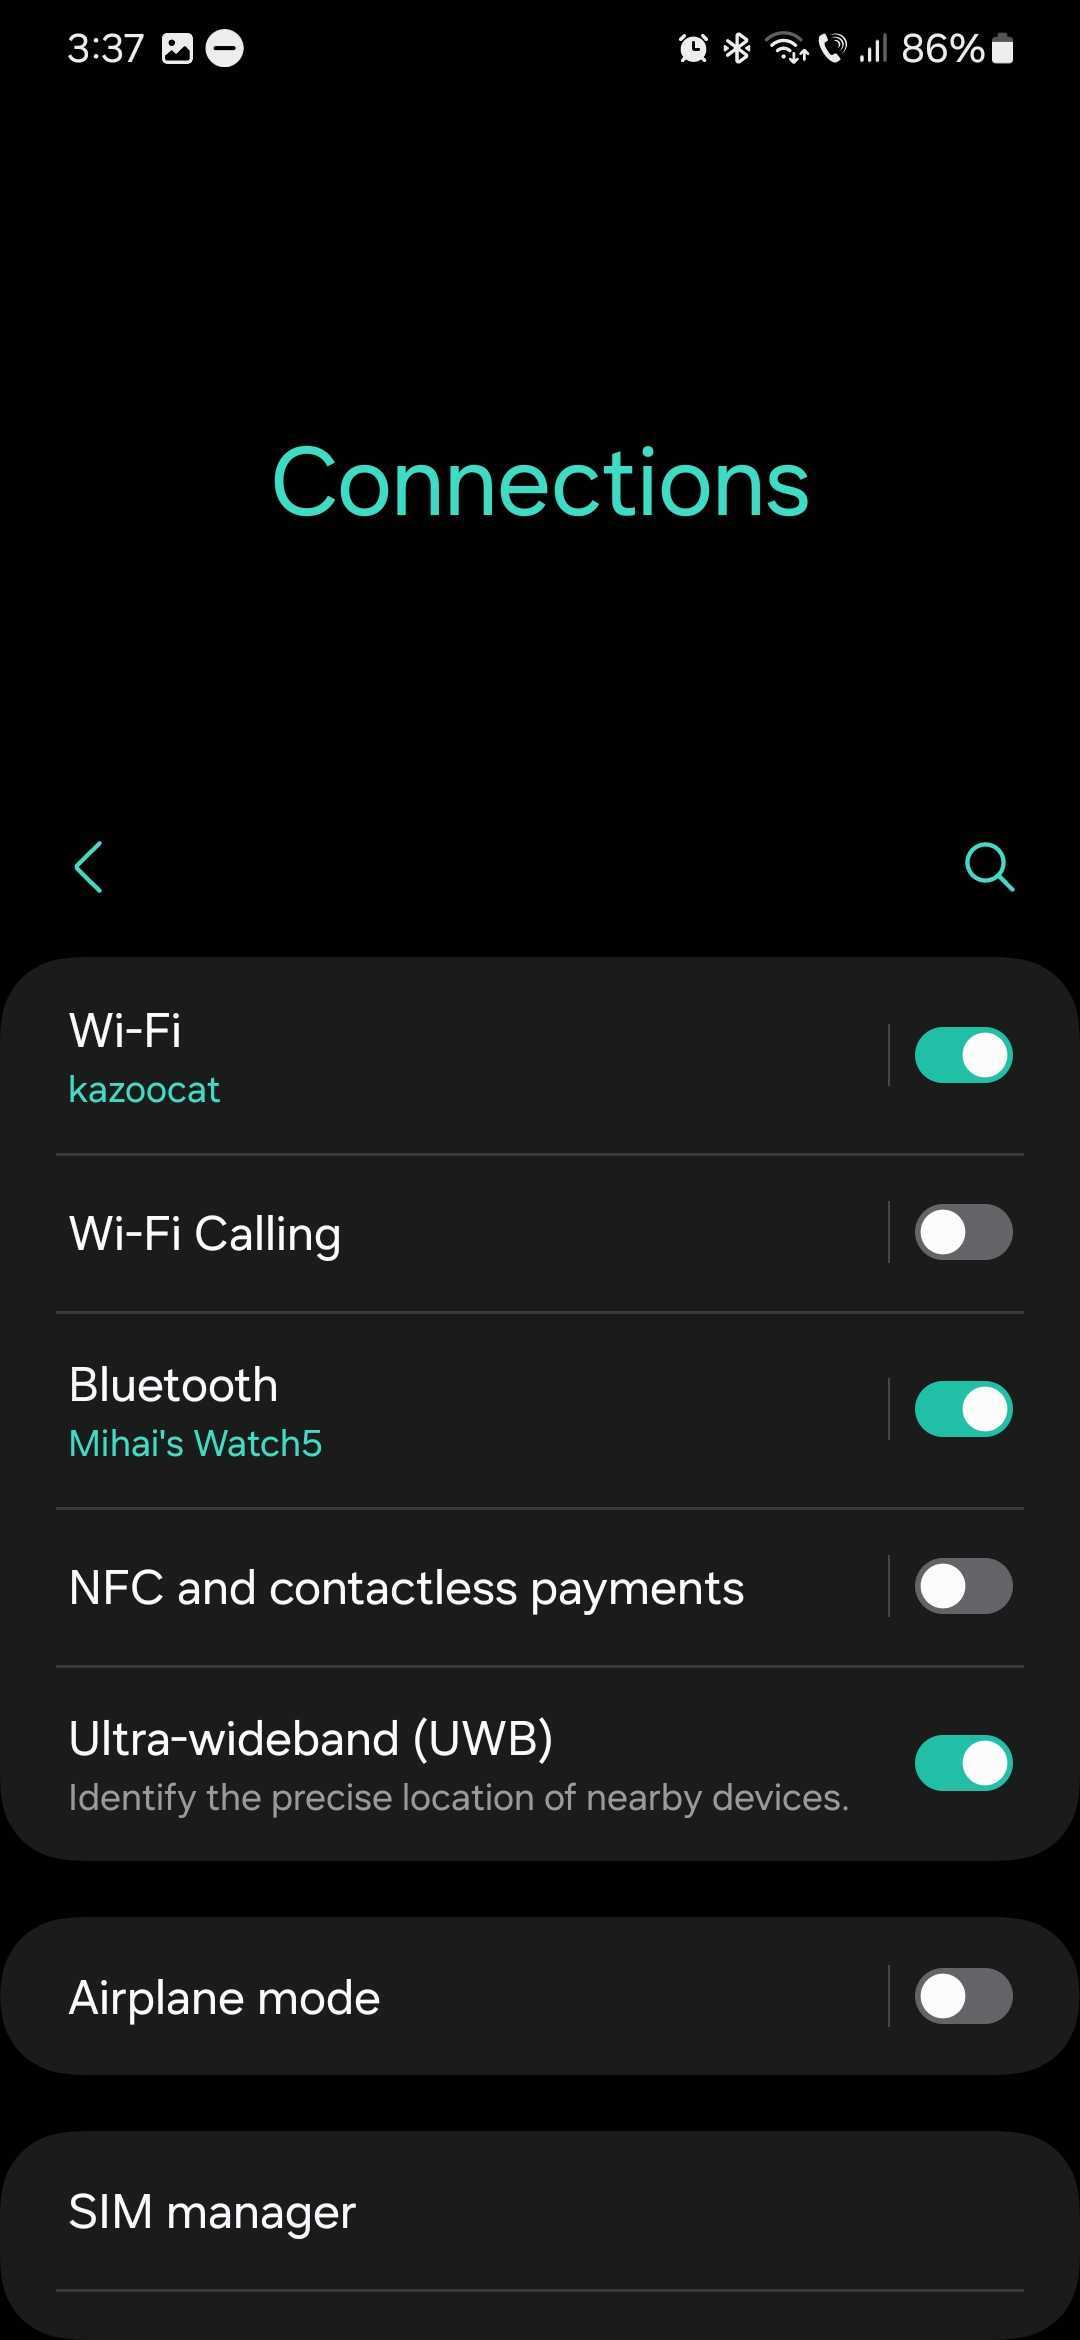 3:37 86%
Connections
Wi-Fi
kazoocat
Wi-Fi Calling
Bluetooth
Mihai's Watch5
NFC and contactless payments
Ultra-wideband (UWB)
Identify the precise location of nearby devices.
Airplane mode
SIM manager